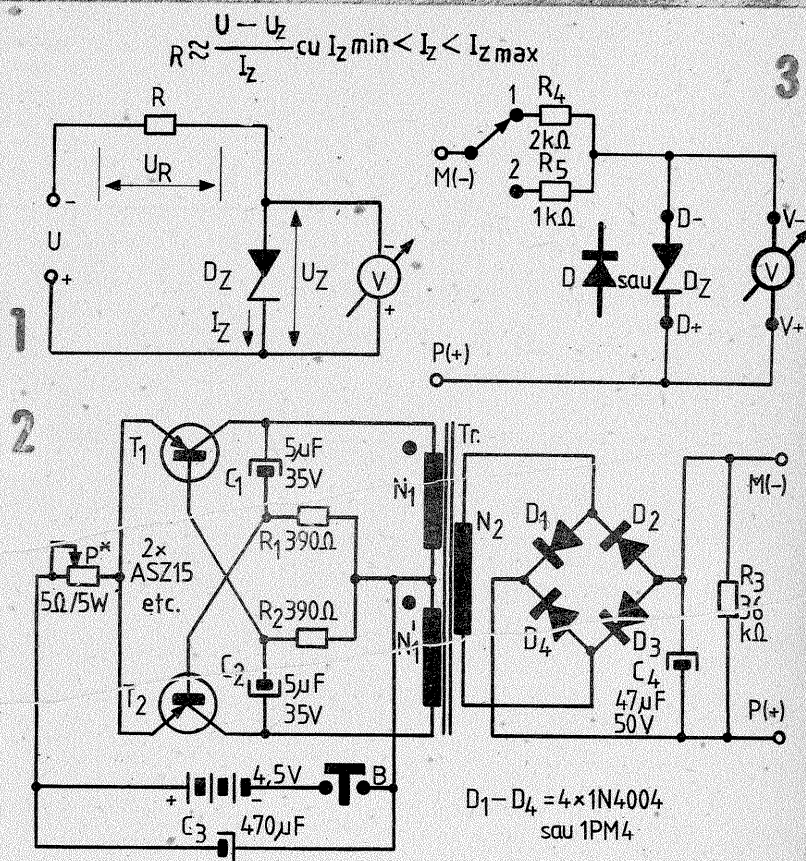 R ≈ (U − U_Z) / I_Z cu I_Z min < I_Z < I_Z max
1
R
U_R
-
U
+
D_Z
I_Z
U_Z
-
V
+
3
1
R4
2kΩ
M(-)
2
R5
1kΩ
D
sau
D-
D_Z
D+
V-
V
V+
P(+)
2
T1
C1
5µF
35V
N1
Tr.
R1 390Ω
P*
5Ω/5W
2×
ASZ15
etc.
R2 390Ω
N'1
T2
C2
5µF
35V
N2
D1
D2
D4
D3
M(-)
R3
36
kΩ
C4
47µF
50V
P(+)
+
4,5V
-
B
C3
470µF
D1-D4 = 4×1N4004
sau 1PM4